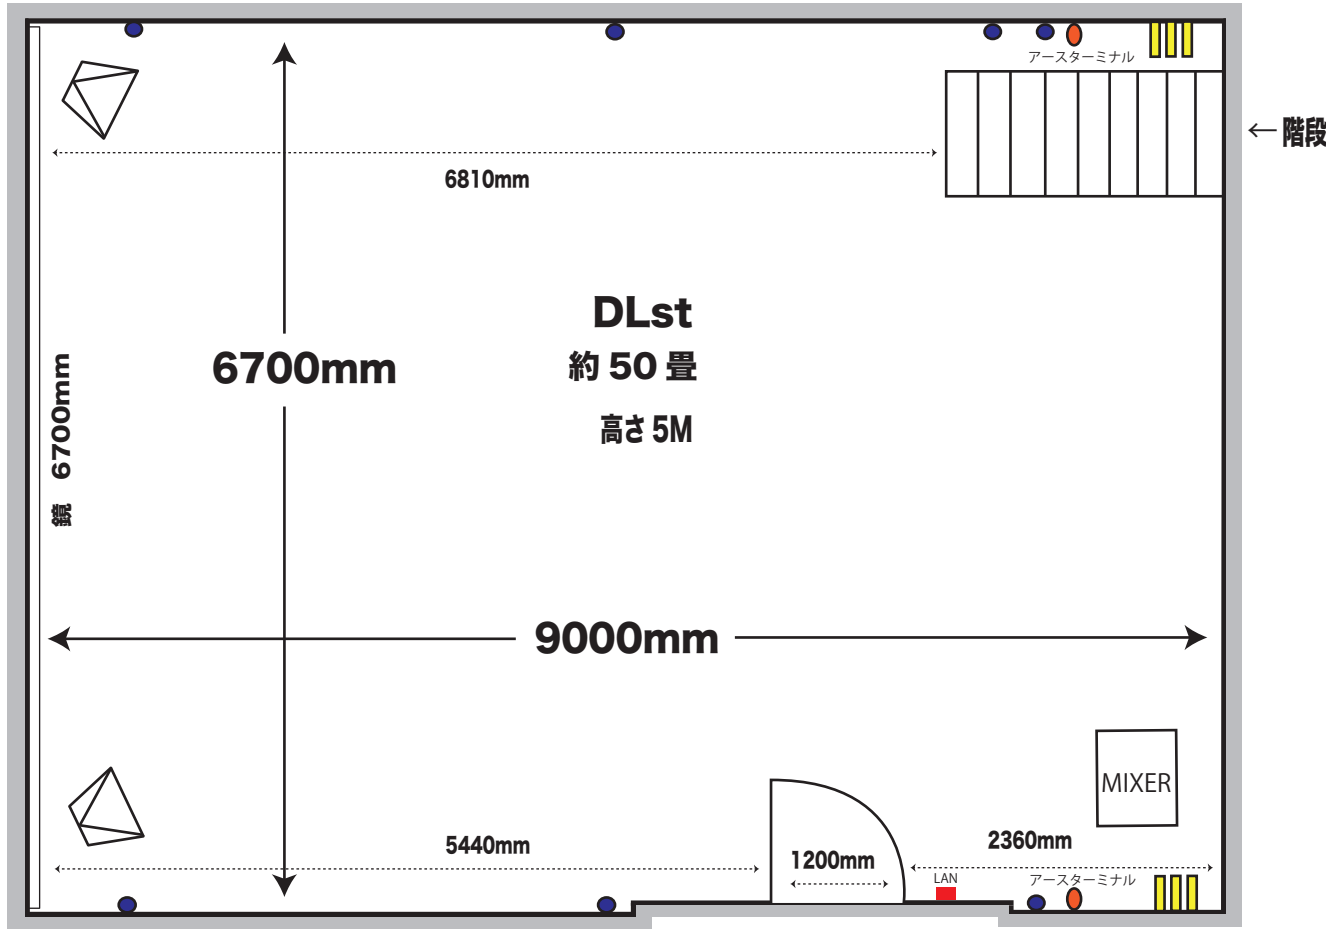 アースターミナル
←階段
6810mm
DLst
約 50 畳
6700mm
高さ 5M
鏡 6700mm
9000mm
MIXER
5440mm
1200mm
2360mm
LAN
アースターミナル